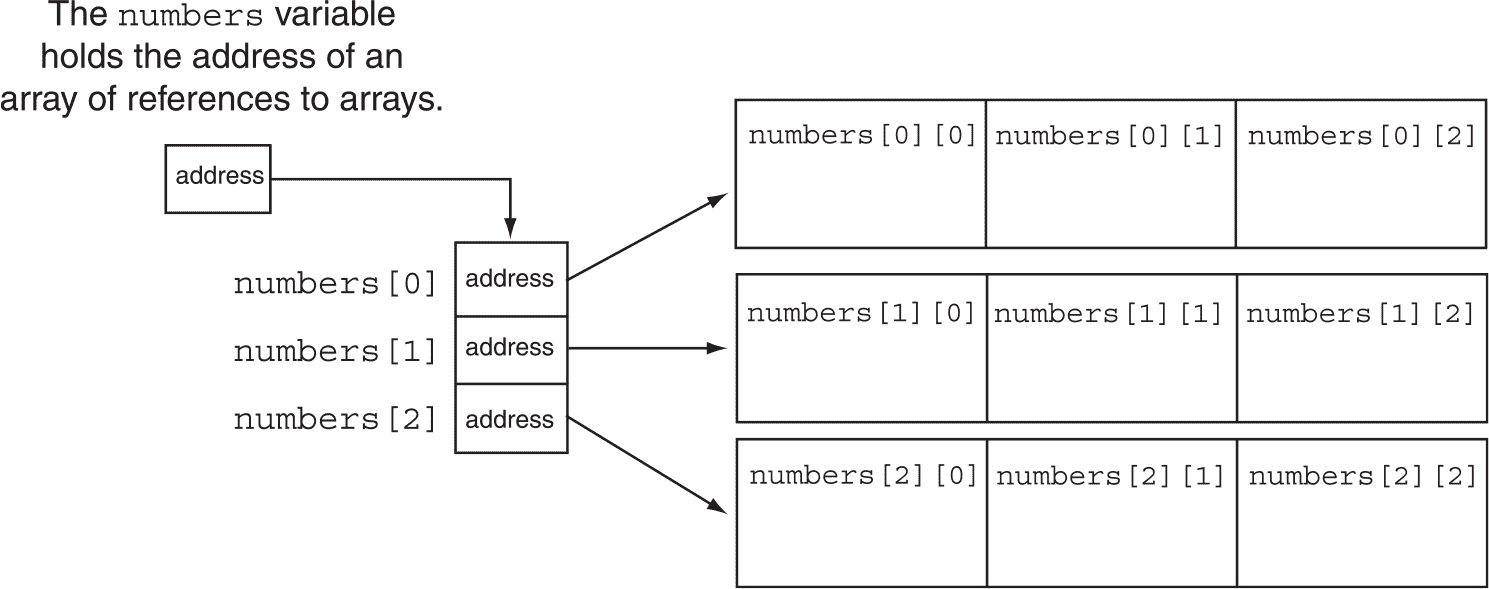 The numbers variable
holds the address of an
array of references to arrays.
address
numbers[0] address
numbers[1] address
numbers[2] address
numbers[0][0] numbers[0][1] numbers[0][2]
numbers[1][0] numbers[1][1] numbers[1][2]
numbers[2][0] numbers[2][1] numbers[2][2]